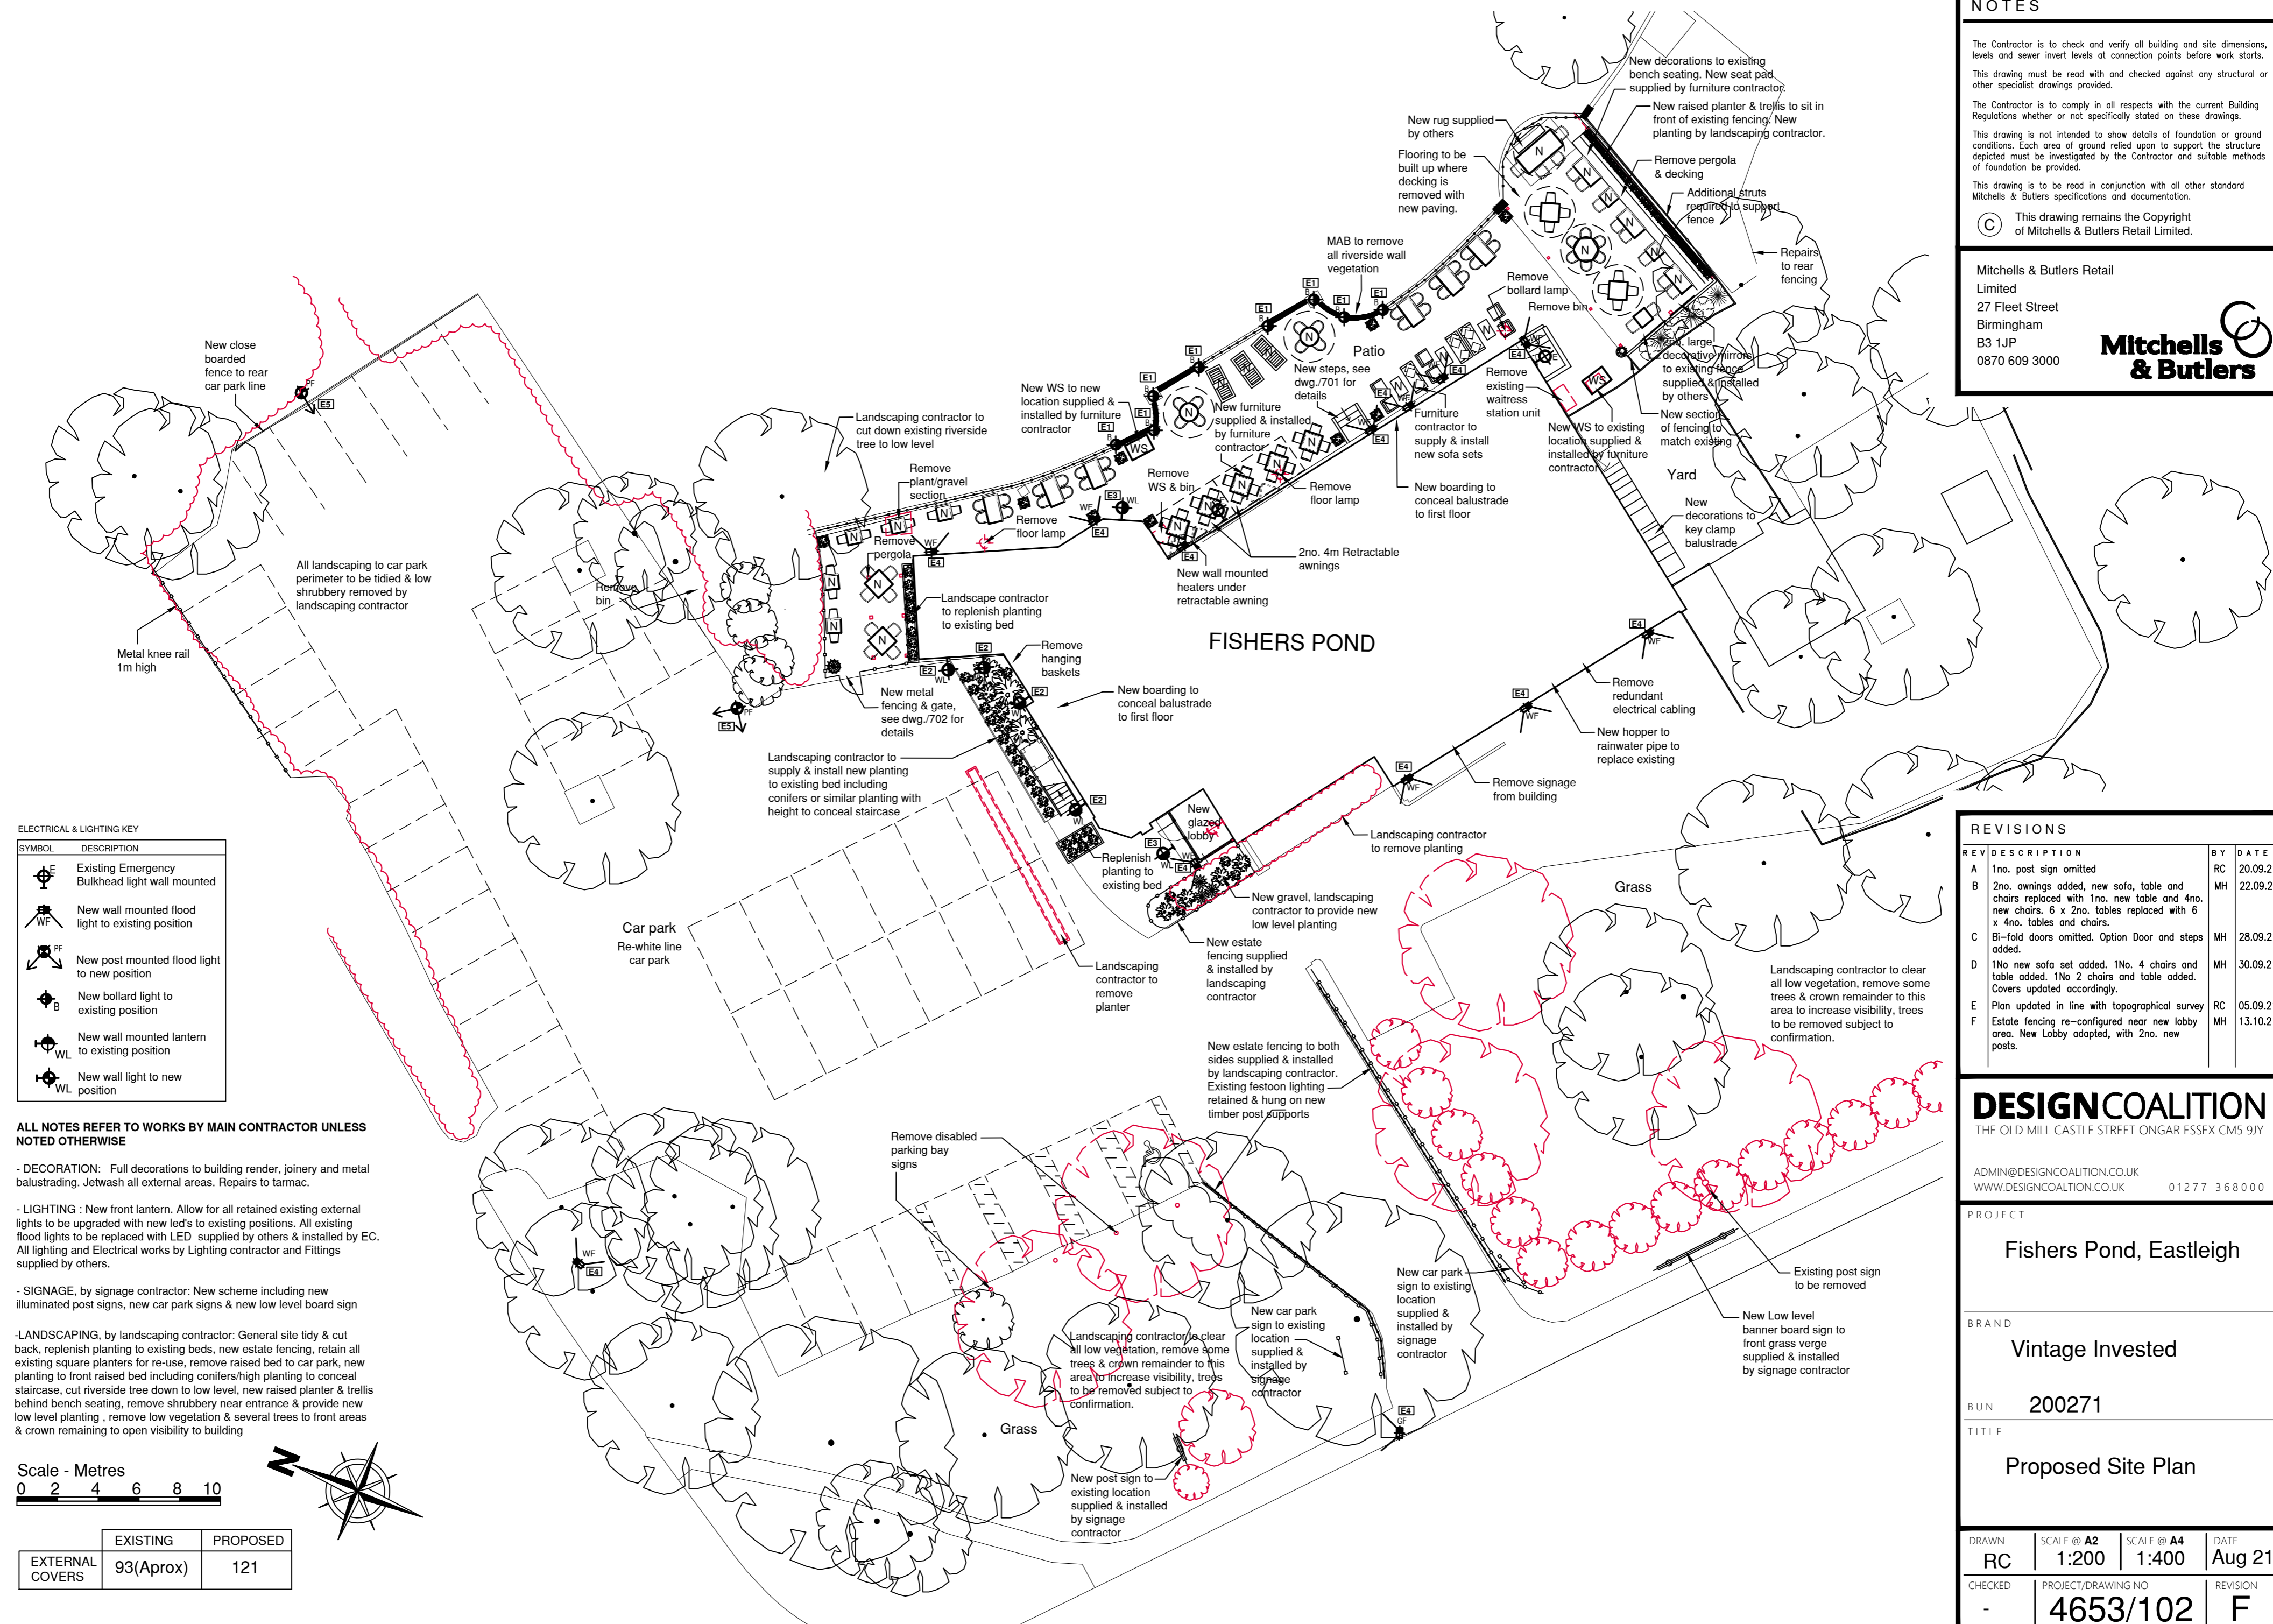 NOTES
The Contractor is to check and verify all building and site dimensions,
levels and sewer invert levels at connection points before work starts.
This drawing must be read with and checked against any structural or
other specialist drawings provided.
The Contractor is to comply in all respects with the current Building
Regulations whether or not specifically stated on these drawings.
This drawing is not intended to show details of foundation or ground
conditions. Each area of ground relied upon to support the structure
depicted must be investigated by the Contractor and suitable methods
of foundation be provided.
This drawing is to be read in conjunction with all other standard
Mitchells & Butlers specifications and documentation.
C
This drawing remains the Copyright
of Mitchells & Butlers Retail Limited.
Mitchells & Butlers Retail
Limited
27 Fleet Street
Birmingham
B3 1JP
0870 609 3000
Mitchells
& Butlers
New decorations to existing
bench seating. New seat pad
supplied by furniture contractor.
New raised planter & trellis to sit in
front of existing fencing. New
planting by landscaping contractor.
New rug supplied
by others
Flooring to be
built up where
decking is
removed with
new paving.
Remove pergola
& decking
Additional struts
required to support
fence
Repairs
to rear
fencing
MAB to remove
all riverside wall
vegetation
Remove
bollard lamp
Remove bin
Patio
New steps, see
dwg./701 for
details
Remove
existing
waitress
station unit
2no. large
decorative mirrors
to existing fence
supplied & installed
by others
New section
of fencing to
match existing
New WS to existing
location supplied &
installed by furniture
contractor
Yard
New
decorations to
key clamp
balustrade
Furniture
contractor to
supply & install
new sofa sets
New boarding to
conceal balustrade
to first floor
New furniture
supplied & installed
by furniture
contractor
New WS to new
location supplied &
installed by furniture
contractor
Landscaping contractor to
cut down existing riverside
tree to low level
Remove
plant/gravel
section
Remove
WS & bin
Remove
floor lamp
Remove
floor lamp
2no. 4m Retractable
awnings
New wall mounted
heaters under
retractable awning
Remove
pergola
Landscape contractor
to replenish planting
to existing bed
Remove
hanging
baskets
New boarding to
conceal balustrade
to first floor
New metal
fencing & gate,
see dwg./702 for
details
FISHERS POND
New close
boarded
fence to rear
car park line
All landscaping to car park
perimeter to be tidied & low
shrubbery removed by
landscaping contractor
Remove
bin
Metal knee rail
1m high
Landscaping contractor to
supply & install new planting
to existing bed including
conifers or similar planting with
height to conceal staircase
Remove
redundant
electrical cabling
New hopper to
rainwater pipe to
replace existing
Remove signage
from building
New
glazed
lobby
Landscaping contractor
to remove planting
Replenish
planting to
existing bed
New gravel, landscaping
contractor to provide new
low level planting
New estate
fencing supplied
& installed by
landscaping
contractor
Car park
Re-white line
car park
Landscaping
contractor to
remove
planter
Grass
Landscaping contractor to clear
all low vegetation, remove some
trees & crown remainder to this
area to increase visibility, trees
to be removed subject to
confirmation.
New estate fencing to both
sides supplied & installed
by landscaping contractor.
Existing festoon lighting
retained & hung on new
timber post supports
Remove disabled
parking bay
signs
New car park
sign to existing
location
supplied &
installed by
signage
contractor
New car park
sign to existing
location
supplied &
installed by
signage
contractor
Existing post sign
to be removed
New Low level
banner board sign to
front grass verge
supplied & installed
by signage contractor
Landscaping contractor to clear
all low vegetation, remove some
trees & crown remainder to this
area to increase visibility, trees
to be removed subject to
confirmation.
Grass
New post sign to
existing location
supplied & installed
by signage
contractor
ELECTRICAL & LIGHTING KEY
SYMBOL DESCRIPTION
E Existing Emergency
Bulkhead light wall mounted
WF New wall mounted flood
light to existing position
PF New post mounted flood light
to new position
B New bollard light to
existing position
WL New wall mounted lantern
to existing position
WL New wall light to new
position
ALL NOTES REFER TO WORKS BY MAIN CONTRACTOR UNLESS
NOTED OTHERWISE
- DECORATION: Full decorations to building render, joinery and metal
balustrading. Jetwash all external areas. Repairs to tarmac.
- LIGHTING : New front lantern. Allow for all retained existing external
lights to be upgraded with new led's to existing positions. All existing
flood lights to be replaced with LED supplied by others & installed by EC.
All lighting and Electrical works by Lighting contractor and Fittings
supplied by others.
- SIGNAGE, by signage contractor: New scheme including new
illuminated post signs, new car park signs & new low level board sign
-LANDSCAPING, by landscaping contractor: General site tidy & cut
back, replenish planting to existing beds, new estate fencing, retain all
existing square planters for re-use, remove raised bed to car park, new
planting to front raised bed including conifers/high planting to conceal
staircase, cut riverside tree down to low level, new raised planter & trellis
behind bench seating, remove shrubbery near entrance & provide new
low level planting , remove low vegetation & several trees to front areas
& crown remaining to open visibility to building
Scale - Metres
0 2 4 6 8 10
N
EXISTING PROPOSED
EXTERNAL
COVERS 93(Aprox) 121
REVISIONS
REV DESCRIPTION BY DATE
A 1no. post sign omitted RC 20.09.2
B 2no. awnings added, new sofa, table and MH 22.09.2
chairs replaced with 1no. new table and 4no.
new chairs. 6 x 2no. tables replaced with 6
x 4no. tables and chairs.
C Bi-fold doors omitted. Option Door and steps MH 28.09.2
added.
D 1No new sofa set added. 1No. 4 chairs and MH 30.09.2
table added. 1No 2 chairs and table added.
Covers updated accordingly.
E Plan updated in line with topographical survey RC 05.09.2
F Estate fencing re-configured near new lobby MH 13.10.2
area. New Lobby adapted, with 2no. new
posts.
DESIGNCOALITION
THE OLD MILL CASTLE STREET ONGAR ESSEX CM5 9JY
ADMIN@DESIGNCOALITION.CO.UK
WWW.DESIGNCOALTION.CO.UK 01277 368000
PROJECT
Fishers Pond, Eastleigh
BRAND
Vintage Invested
BUN 200271
TITLE
Proposed Site Plan
DRAWN SCALE @ A2 SCALE @ A4 DATE
RC 1:200 1:400 Aug 21
CHECKED PROJECT/DRAWING NO REVISION
- 4653/102 F